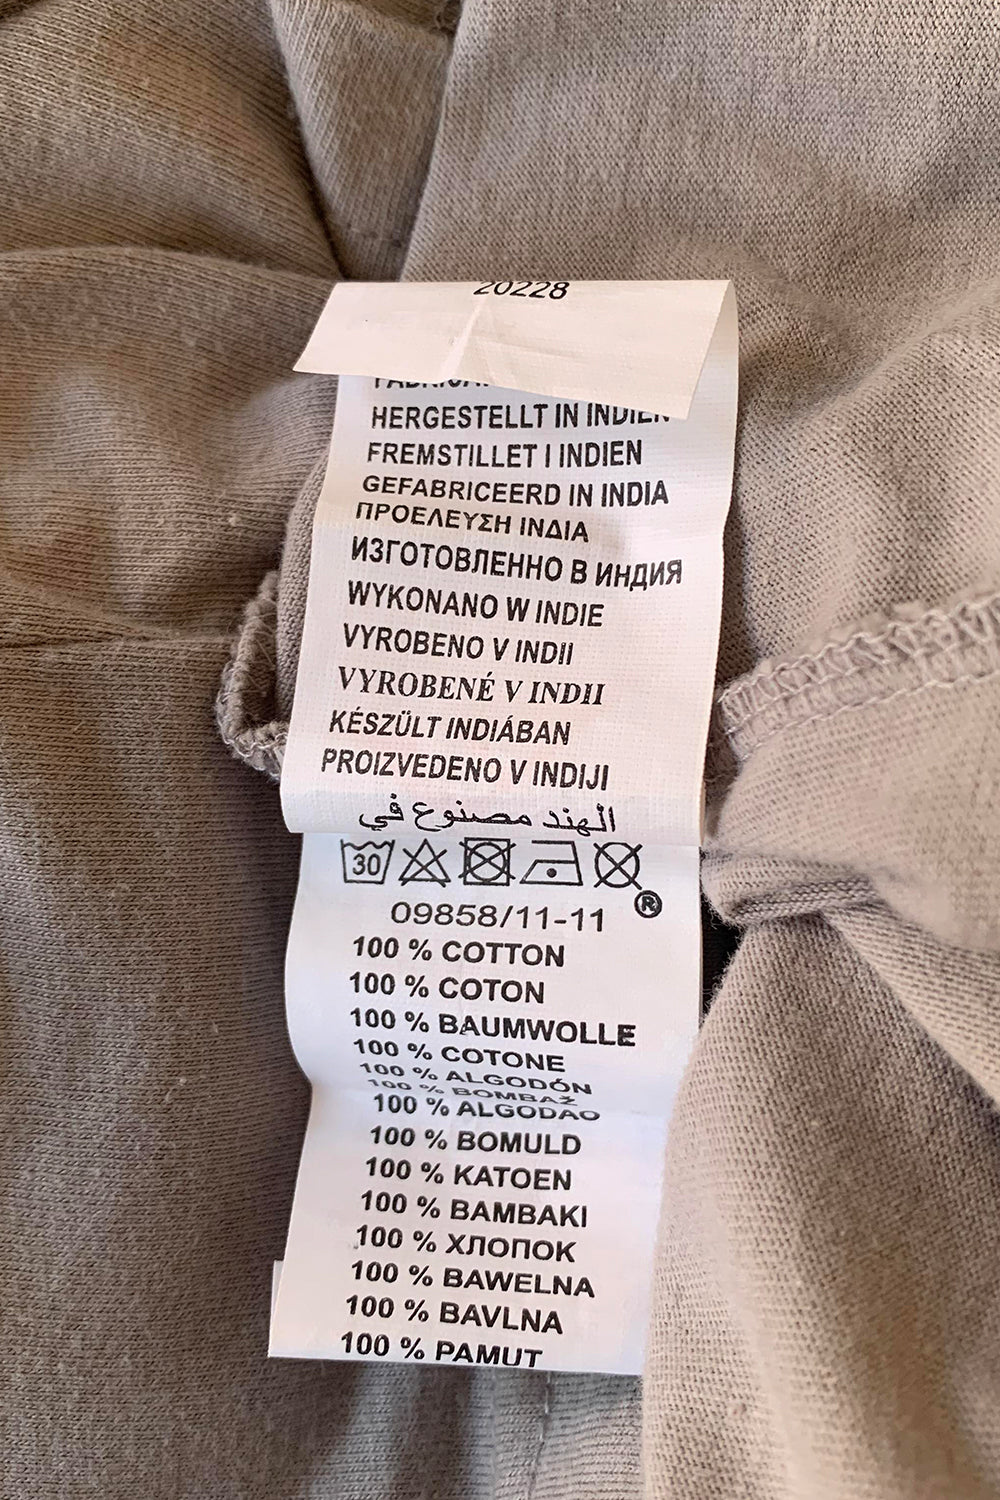 20228
HERGESTELLT IN INDIEN
FREMSTILLET I INDIEN
GEFABRICEERD IN INDIA
ΠΡΟΕΛΕΥΣΗ ΙΝΔΙΑ
ИЗГОТОВЛЕННО В ИНДИЯ
WYKONANO W INDIE
VYROBENO V INDII
VYROBENÉ V INDII
KÉSZÜLT INDIÁBAN
PROIZVEDENO V INDIJI
الهند مصنوع في
30
®
09858/11-11
100 % COTTON
100 % COTON
100 % BAUMWOLLE
100 % COTONE
100 % ALGODÓN
100 % BOMBAŽ
100 % ALGODAO
100 % BOMULD
100 % KATOEN
100 % BAMBAKI
100 % ХЛОПОК
100 % BAWELNA
100 % BAVLNA
100 % PAMUT